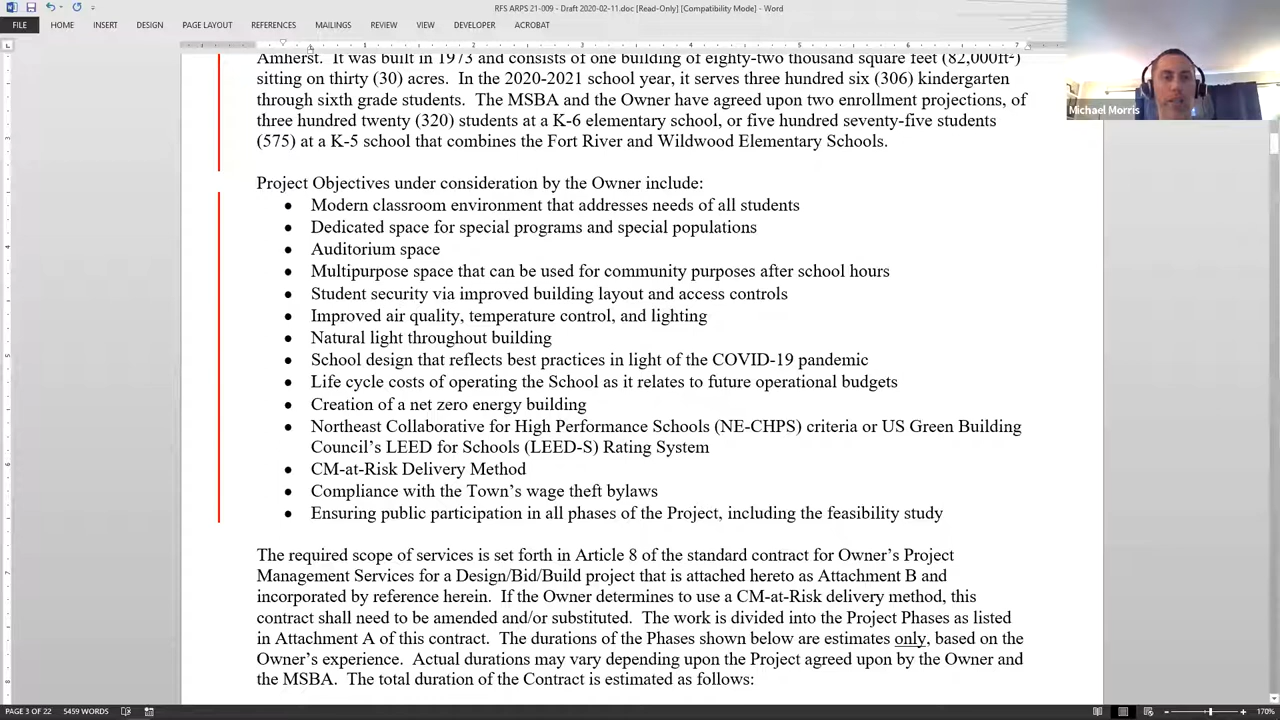 RFS ARPS 21-009 - Draft 2020-02-11.doc [Read-Only] [Compatibility Mode] - Word
FILE HOME INSERT DESIGN PAGE LAYOUT REFERENCES MAILINGS REVIEW VIEW DEVELOPER ACROBAT
Michael Morris
Amherst. It was built in 1973 and consists of one building of eighty-two thousand square feet (82,000ft²)
sitting on thirty (30) acres. In the 2020-2021 school year, it serves three hundred six (306) kindergarten
through sixth grade students. The MSBA and the Owner have agreed upon two enrollment projections, of
three hundred twenty (320) students at a K-6 elementary school, or five hundred seventy-five students
(575) at a K-5 school that combines the Fort River and Wildwood Elementary Schools.
Project Objectives under consideration by the Owner include:
● Modern classroom environment that addresses needs of all students
● Dedicated space for special programs and special populations
● Auditorium space
● Multipurpose space that can be used for community purposes after school hours
● Student security via improved building layout and access controls
● Improved air quality, temperature control, and lighting
● Natural light throughout building
● School design that reflects best practices in light of the COVID-19 pandemic
● Life cycle costs of operating the School as it relates to future operational budgets
● Creation of a net zero energy building
● Northeast Collaborative for High Performance Schools (NE-CHPS) criteria or US Green Building
Council's LEED for Schools (LEED-S) Rating System
● CM-at-Risk Delivery Method
● Compliance with the Town's wage theft bylaws
● Ensuring public participation in all phases of the Project, including the feasibility study
The required scope of services is set forth in Article 8 of the standard contract for Owner's Project
Management Services for a Design/Bid/Build project that is attached hereto as Attachment B and
incorporated by reference herein. If the Owner determines to use a CM-at-Risk delivery method, this
contract shall need to be amended and/or substituted. The work is divided into the Project Phases as listed
in Attachment A of this contract. The durations of the Phases shown below are estimates only, based on the
Owner's experience. Actual durations may vary depending upon the Project agreed upon by the Owner and
the MSBA. The total duration of the Contract is estimated as follows:
PAGE 3 OF 22 5459 WORDS 170%